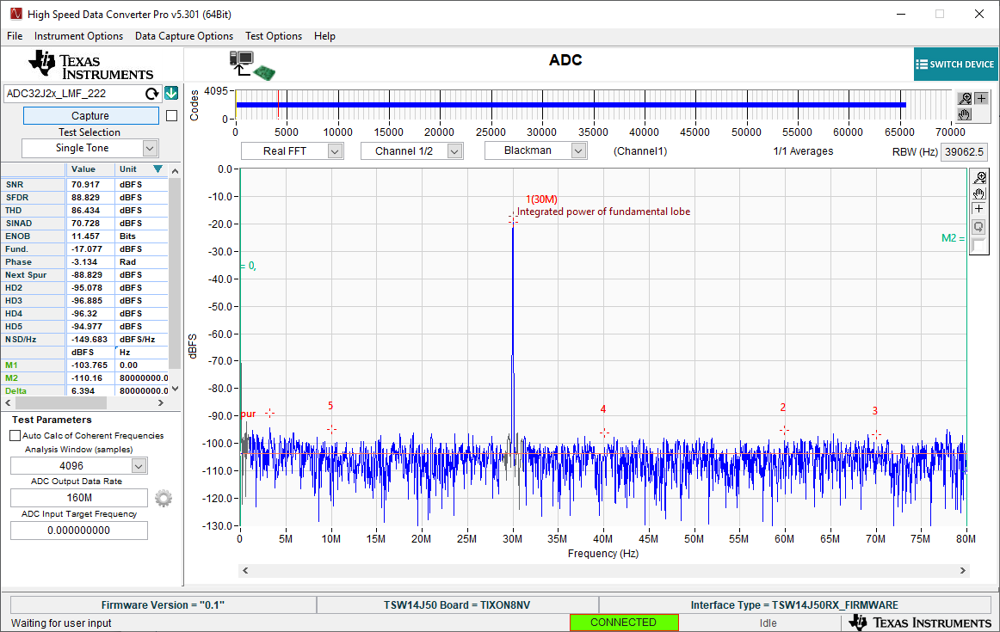 High Speed Data Converter Pro v5.301 (64Bit)
File Instrument Options Data Capture Options Test Options Help
TEXAS INSTRUMENTS
ADC
SWITCH DEVICE
ADC32J2x_LMF_222
Capture
Test Selection
Single Tone
Value Unit
SNR 70.917 dBFS
SFDR 88.829 dBFS
THD 86.434 dBFS
SINAD 70.728 dBFS
ENOB 11.457 Bits
Fund. -17.077 dBFS
Phase -3.134 Rad
Next Spur -88.829 dBFS
HD2 -95.078 dBFS
HD3 -96.885 dBFS
HD4 -96.32 dBFS
HD5 -94.977 dBFS
NSD/Hz -149.683 dBFS/Hz
dBFS Hz
M1 -103.765 0.00
M2 -110.16 80000000.0
Delta 6.394 80000000.0
Test Parameters
Auto Calc of Coherent Frequencies
Analysis Window (samples)
4096
ADC Output Data Rate
160M
ADC Input Target Frequency
0.000000000
Codes
4095
0
0 5000 10000 15000 20000 25000 30000 35000 40000 45000 50000 55000 60000 65000 70000
Real FFT Channel 1/2 Blackman (Channel1) 1/1 Averages RBW (Hz) 39062.5
dBFS
0.0
-10.0
-20.0
-30.0
-40.0
-50.0
-60.0
-70.0
-80.0
-90.0
-100.0
-110.0
-120.0
-130.0
1(30M)
Integrated power of fundamental lobe
M2 =
= 0,
pur
5
4
2
3
0 5M 10M 15M 20M 25M 30M 35M 40M 45M 50M 55M 60M 65M 70M 75M 80M
Frequency (Hz)
Firmware Version = "0.1" TSW14J50 Board = TIXON8NV Interface Type = TSW14J50RX_FIRMWARE
Waiting for user input CONNECTED Idle TEXAS INSTRUMENTS